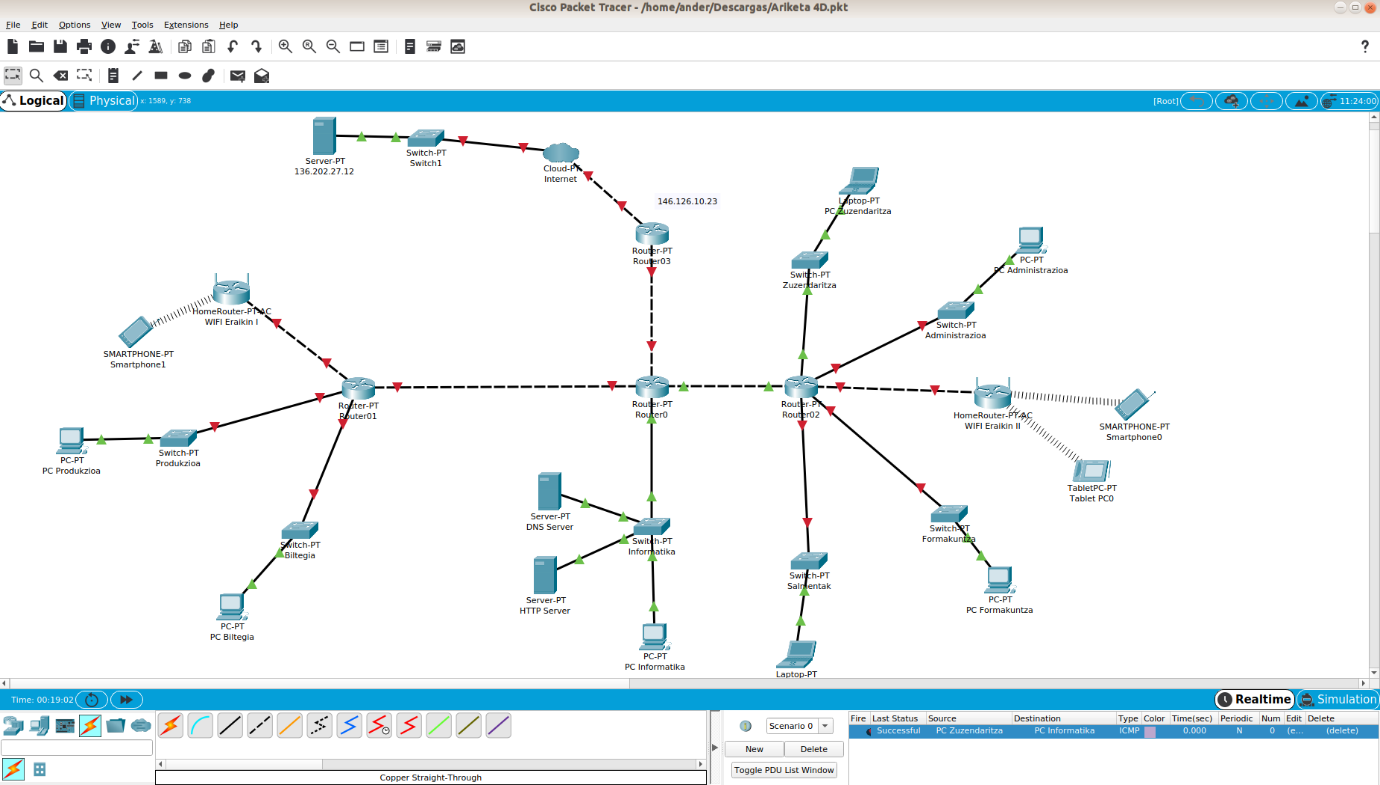 Cisco Packet Tracer - /home/ander/Descargas/Ariketa 4D.pkt
File Edit Options View Tools Extensions Help
?
Logical Physical x: 1589, y: 738 [Root] 11:24:00
Server-PT
136.202.27.12
Switch-PT
Switch1
Cloud-PT
Internet
146.126.10.23
Router-PT
Router03
Laptop-PT
PC Zuzendaritza
Switch-PT
Zuzendaritza
PC-PT
PC Administrazioa
Switch-PT
Administrazioa
HomeRouter-PT-AC
WIFI Eraikin I
SMARTPHONE-PT
Smartphone1
Router-PT
Router01
Router-PT
Router0
Router-PT
Router02
HomeRouter-PT-AC
WIFI Eraikin II
SMARTPHONE-PT
Smartphone0
TabletPC-PT
Tablet PC0
PC-PT
PC Produkzioa
Switch-PT
Produkzioa
Switch-PT
Biltegia
PC-PT
PC Biltegia
Server-PT
DNS Server
Switch-PT
Informatika
Server-PT
HTTP Server
PC-PT
PC Informatika
Switch-PT
Salmentak
Laptop-PT
Switch-PT
Formakuntza
PC-PT
PC Formakuntza
Time: 00:19:02 Realtime Simulation
Scenario 0
New Delete
Toggle PDU List Window
Fire Last Status Source Destination Type Color Time(sec) Periodic Num Edit Delete
Successful PC Zuzendaritza PC Informatika ICMP 0.000 N 0 (e... (delete)
Copper Straight-Through